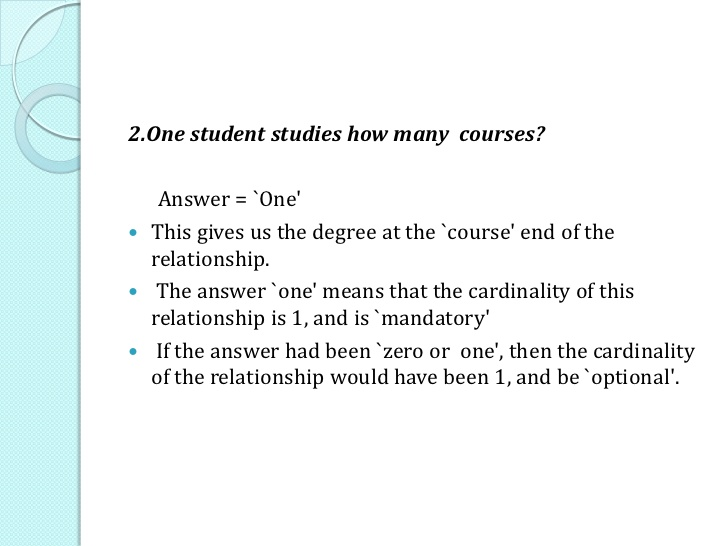 2.One student studies how many  courses?
Answer = `One'
• This gives us the degree at the `course' end of the
relationship.
•  The answer `one' means that the cardinality of this
relationship is 1, and is `mandatory'
•  If the answer had been `zero or  one', then the cardinality
of the relationship would have been 1, and be `optional'.